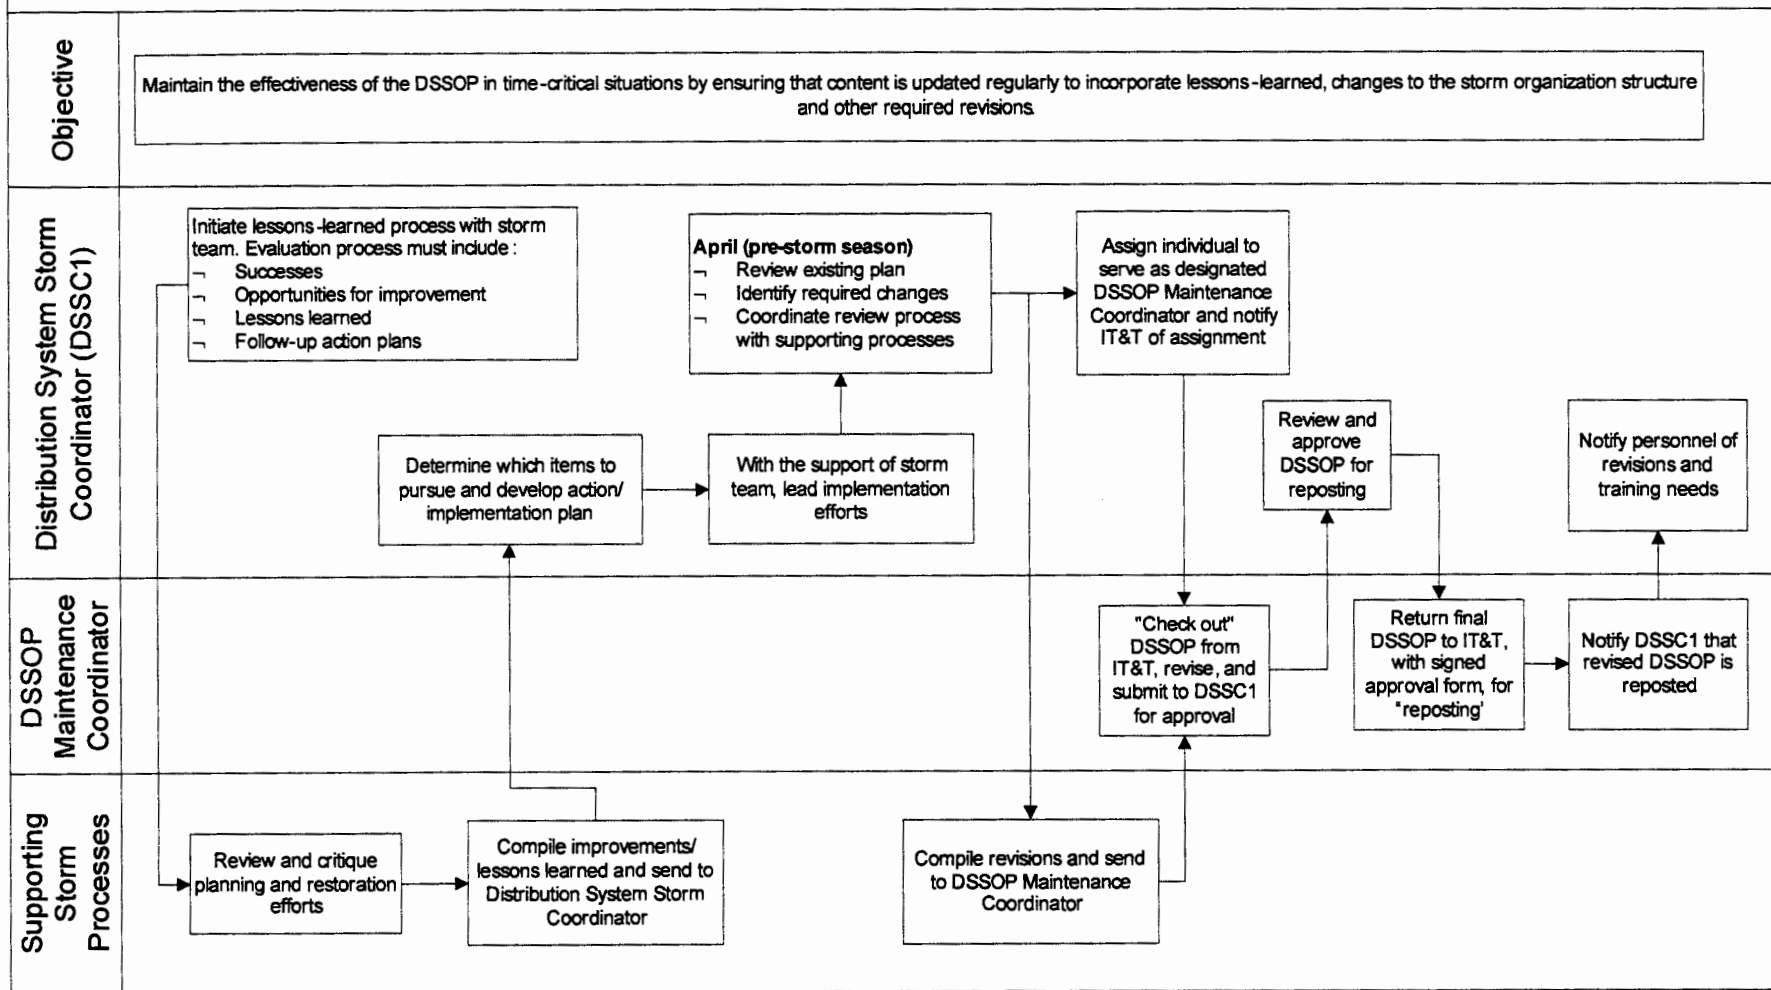 Objective
Maintain the effectiveness of the DSSOP in time-critical situations by ensuring that content is updated regularly to incorporate lessons-learned, changes to the storm organization structure
and other required revisions.
Distribution System Storm
Coordinator (DSSC1)
Initiate lessons-learned process with storm
team. Evaluation process must include :
¬ Successes
¬ Opportunities for improvement
¬ Lessons learned
¬ Follow-up action plans
April (pre-storm season)
¬ Review existing plan
¬ Identify required changes
¬ Coordinate review process
with supporting processes
Assign individual to
serve as designated
DSSOP Maintenance
Coordinator and notify
IT&T of assignment
Determine which items to
pursue and develop action/
implementation plan
With the support of storm
team, lead implementation
efforts
Review and
approve
DSSOP for
reposting
Notify personnel of
revisions and
training needs
DSSOP
Maintenance
Coordinator
"Check out"
DSSOP from
IT&T, revise, and
submit to DSSC1
for approval
Return final
DSSOP to IT&T,
with signed
approval form, for
"reposting'
Notify DSSC1 that
revised DSSOP is
reposted
Supporting
Storm
Processes
Review and critique
planning and restoration
efforts
Compile improvements/
lessons learned and send to
Distribution System Storm
Coordinator
Compile revisions and send
to DSSOP Maintenance
Coordinator